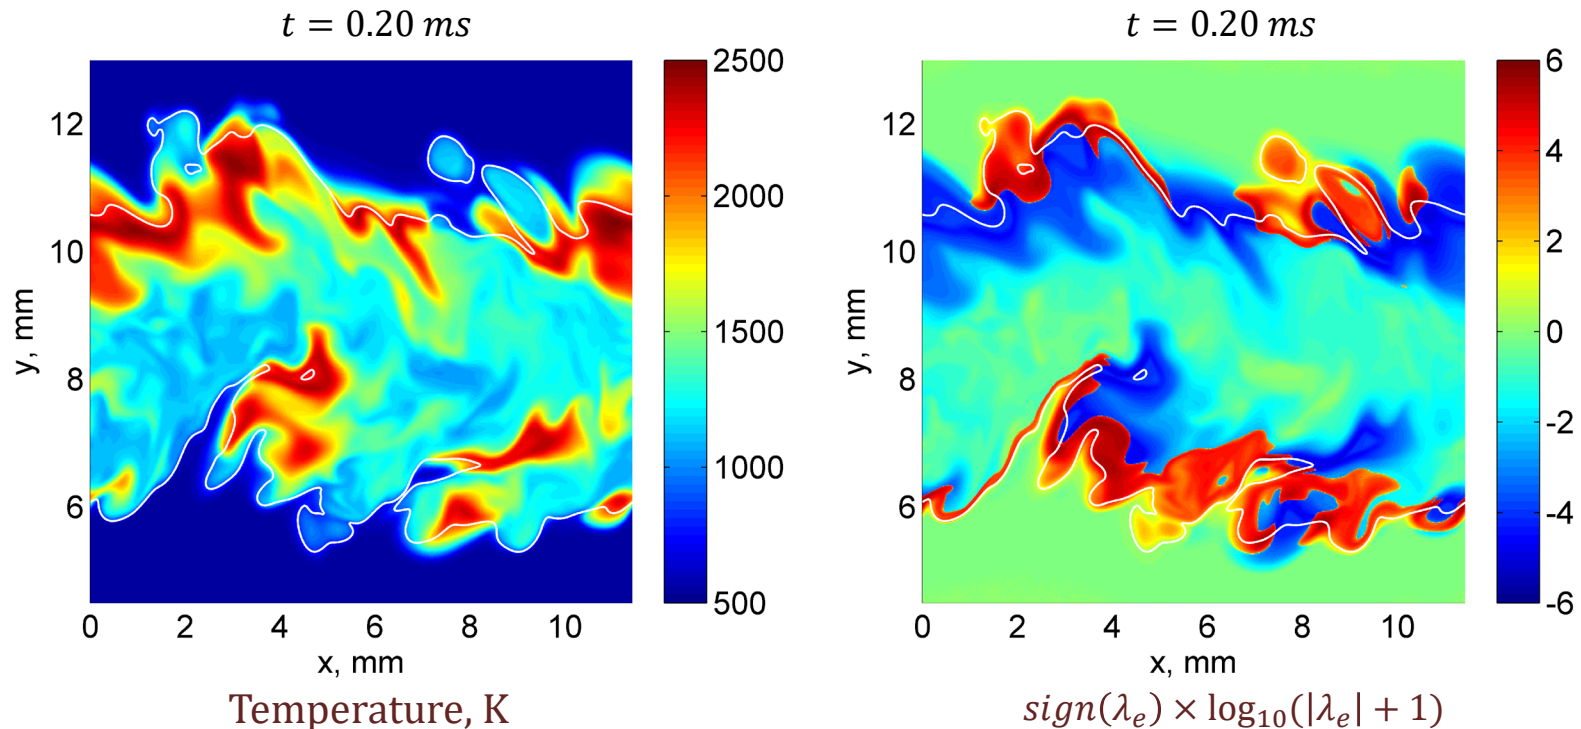 t = 0.20 ms
12
10
8
6
y, mm
0 2 4 6 8 10
x, mm
2500
2000
1500
1000
500
Temperature, K
t = 0.20 ms
12
10
8
6
y, mm
0 2 4 6 8 10
x, mm
6
4
2
0
-2
-4
-6
sign(λₑ) × log₁₀(|λₑ| + 1)